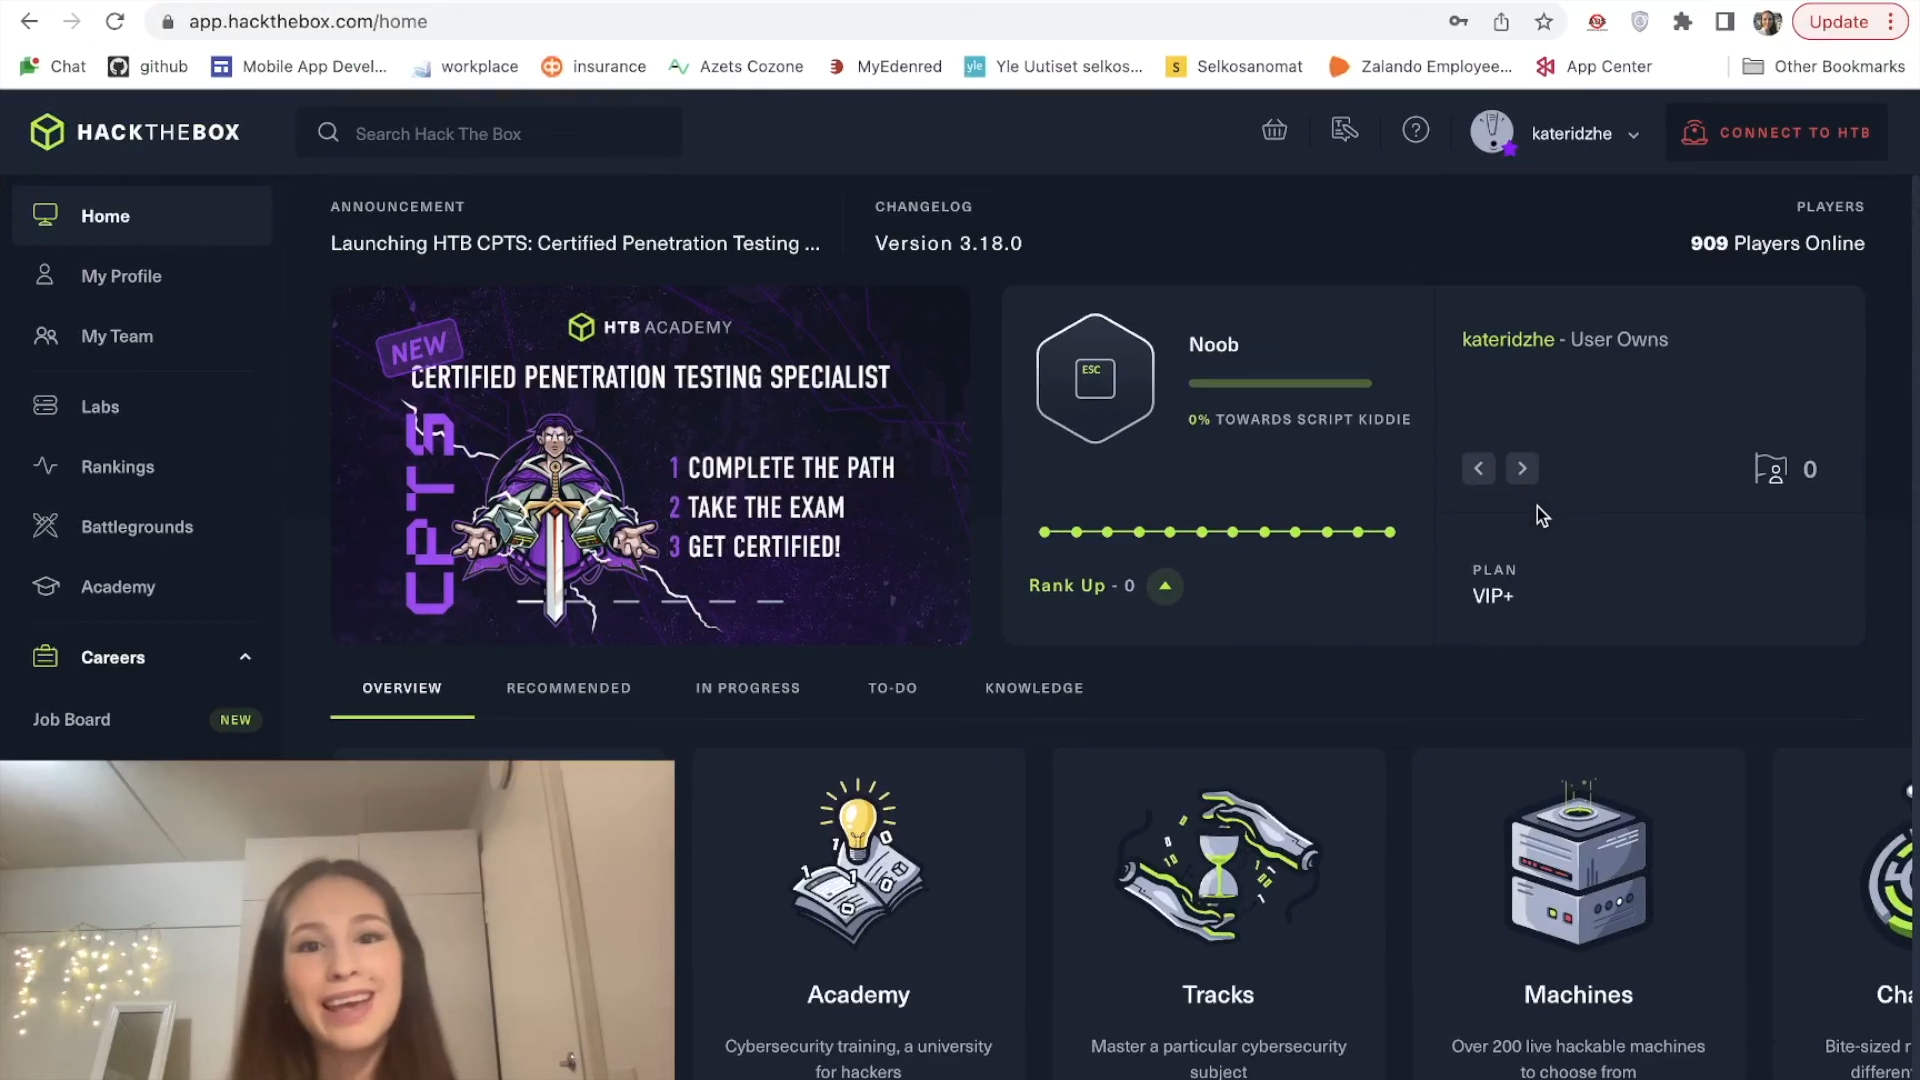 app.hackthebox.com/home
Update
Chat
github
Mobile App Devel...
workplace
insurance
Azets Cozone
MyEdenred
yle
Yle Uutiset selkos...
S
Selkosanomat
Zalando Employee...
App Center
Other Bookmarks
HACKTHEBOX
Search Hack The Box
kateridzhe
CONNECT TO HTB
Home
My Profile
My Team
Labs
Rankings
Battlegrounds
Academy
Careers
Job Board
NEW
ANNOUNCEMENT
Launching HTB CPTS: Certified Penetration Testing ...
CHANGELOG
Version 3.18.0
PLAYERS
909 Players Online
HTB ACADEMY
NEW
CERTIFIED PENETRATION TESTING SPECIALIST
CPTS
1 COMPLETE THE PATH
2 TAKE THE EXAM
3 GET CERTIFIED!
ESC
Noob
0% TOWARDS SCRIPT KIDDIE
Rank Up - 0
kateridzhe - User Owns
0
PLAN
VIP+
OVERVIEW
RECOMMENDED
IN PROGRESS
TO-DO
KNOWLEDGE
Academy
Cybersecurity training, a university
for hackers
Tracks
Master a particular cybersecurity
subject
Machines
Over 200 live hackable machines
to choose from
Cha
Bite-sized r
differen